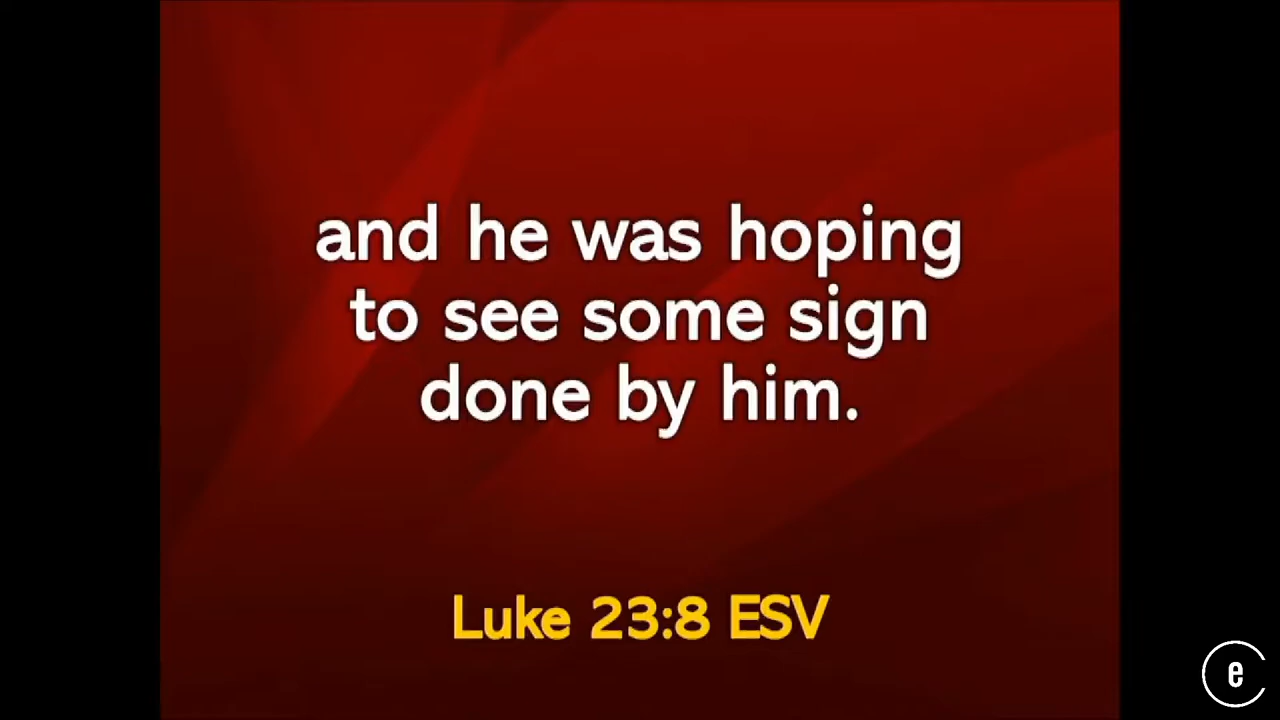 and he was hoping
to see some sign
done by him.
Luke 23:8 ESV
e